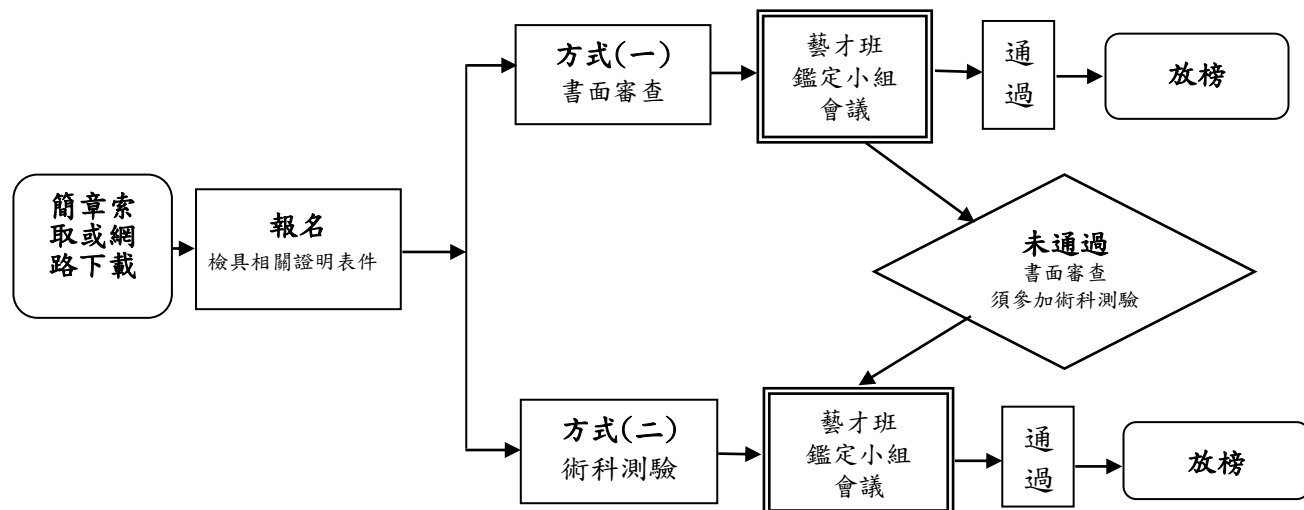 簡章索
取或網
路下載
報名
檢具相關證明表件
方式(一)
書面審查
藝才班
鑑定小組
會議
通
過
放榜
未通過
書面審查
須參加術科測驗
方式(二)
術科測驗
藝才班
鑑定小組
會議
通
過
放榜